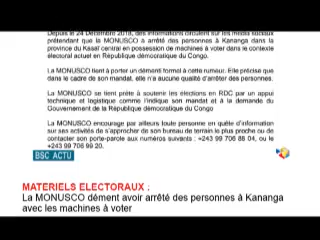 Depuis le 24 Décembre 2018, des informations circulent sur les média sociaux
prétendant que la MONUSCO à arrêté des personnes à Kananga dans la
province du Kasaï central en possession de machines à voter dans le contexte
électoral actuel en République démocratique du Congo.
La MONUSCO tient à porter un démenti formel à cette rumeur. Elle précise que
dans le cadre de son mandat, elle n'a aucune qualité d'arrêter des personnes.
La MONUSCO se tient prête à soutenir les élections en RDC par un appui
technique et logistique comme l'indique son mandat et à la demande du
Gouvernement de la République démocratique du Congo
La MONUSCO encourage par ailleurs toute personne en quête d'information
sur ses activités de s'approcher de son bureau de terrain le plus proche ou de
contacter son porte-parole aux numéros suivants : +243 99 706 88 04, ou le
+243 99 706 99 20.
BSC ACTU
MATERIELS ELECTORAUX :
La MONUSCO dément avoir arrêté des personnes à Kananga
avec les machines à voter